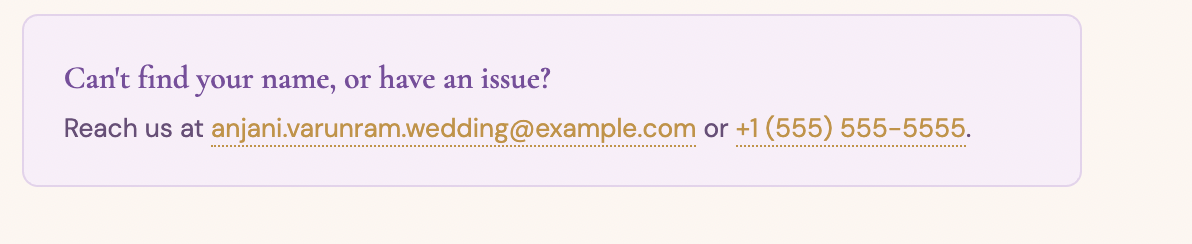 Can't find your name, or have an issue?
Reach us at anjani.varunram.wedding@example.com or +1 (555) 555-5555.